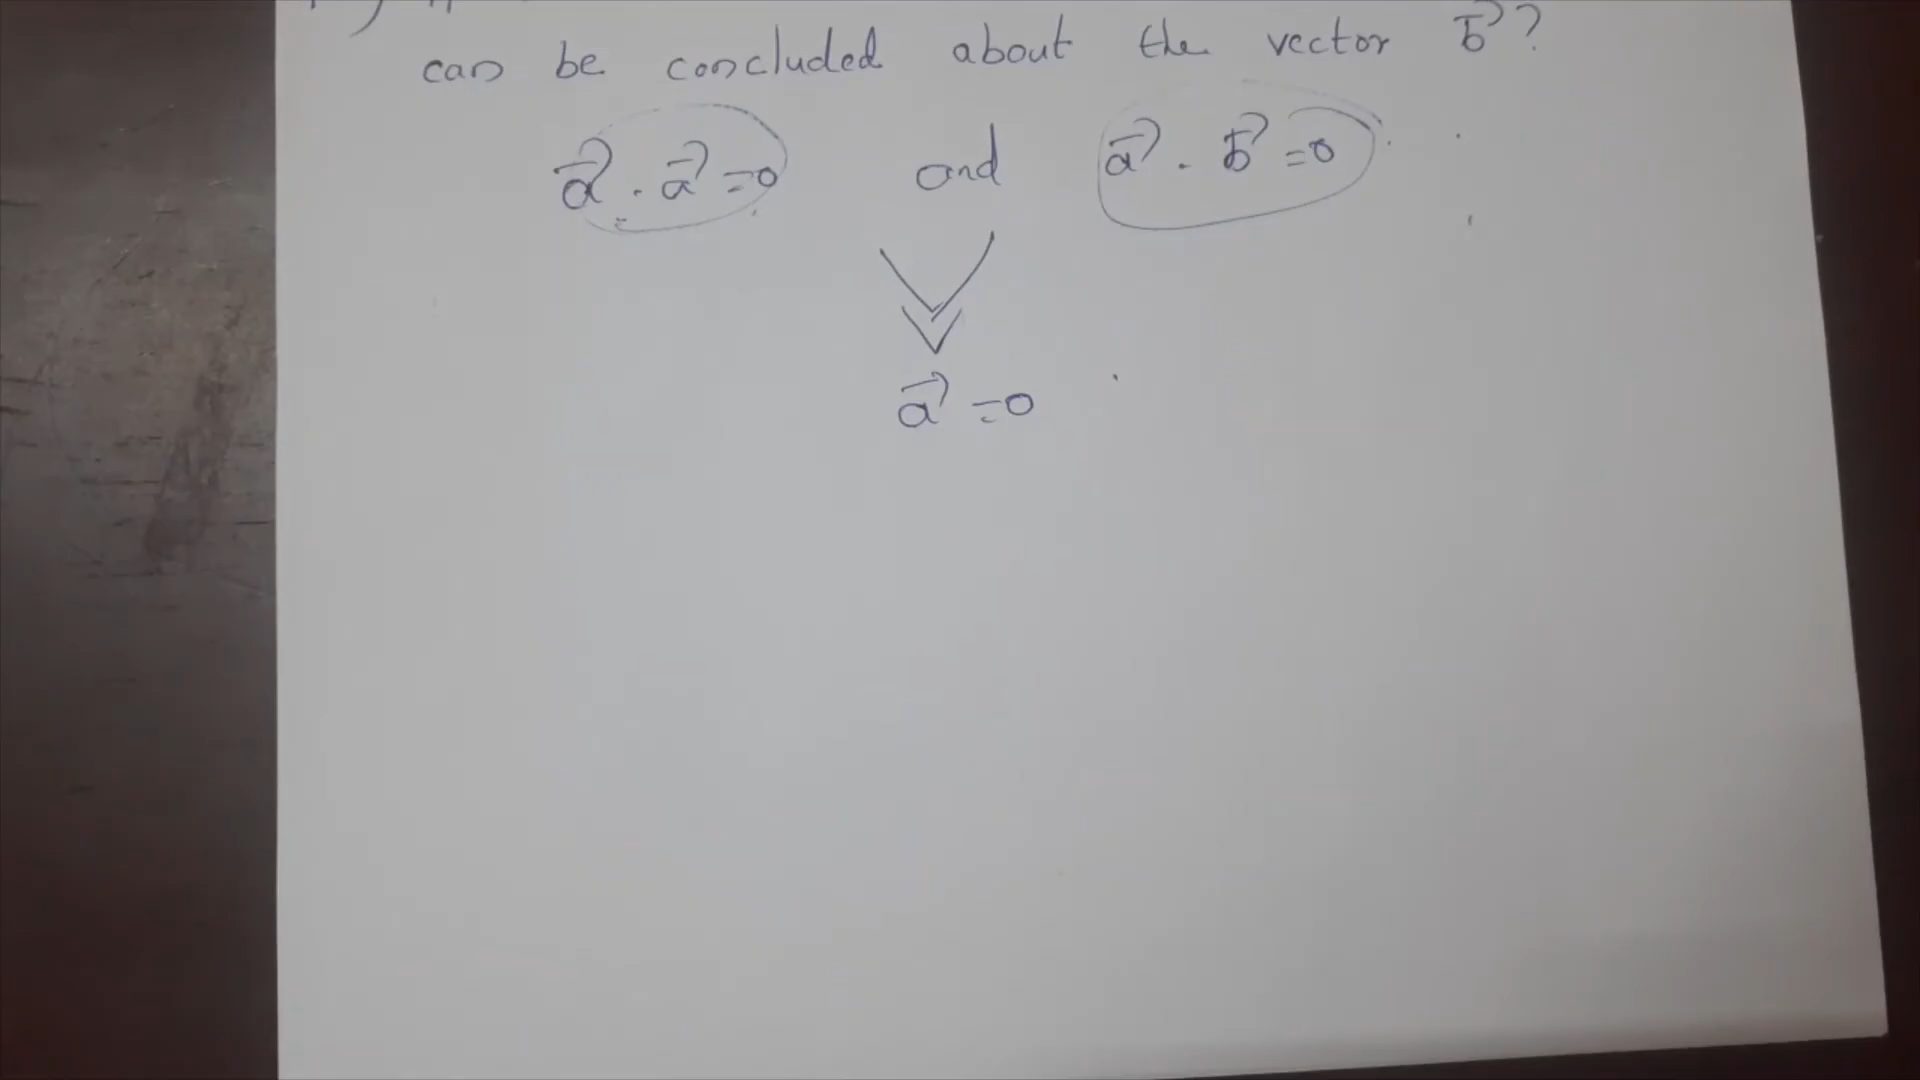 can be concluded about the vector b⃗?
a⃗ . a⃗ = 0 and a⃗ . b⃗ = 0
a⃗ = 0